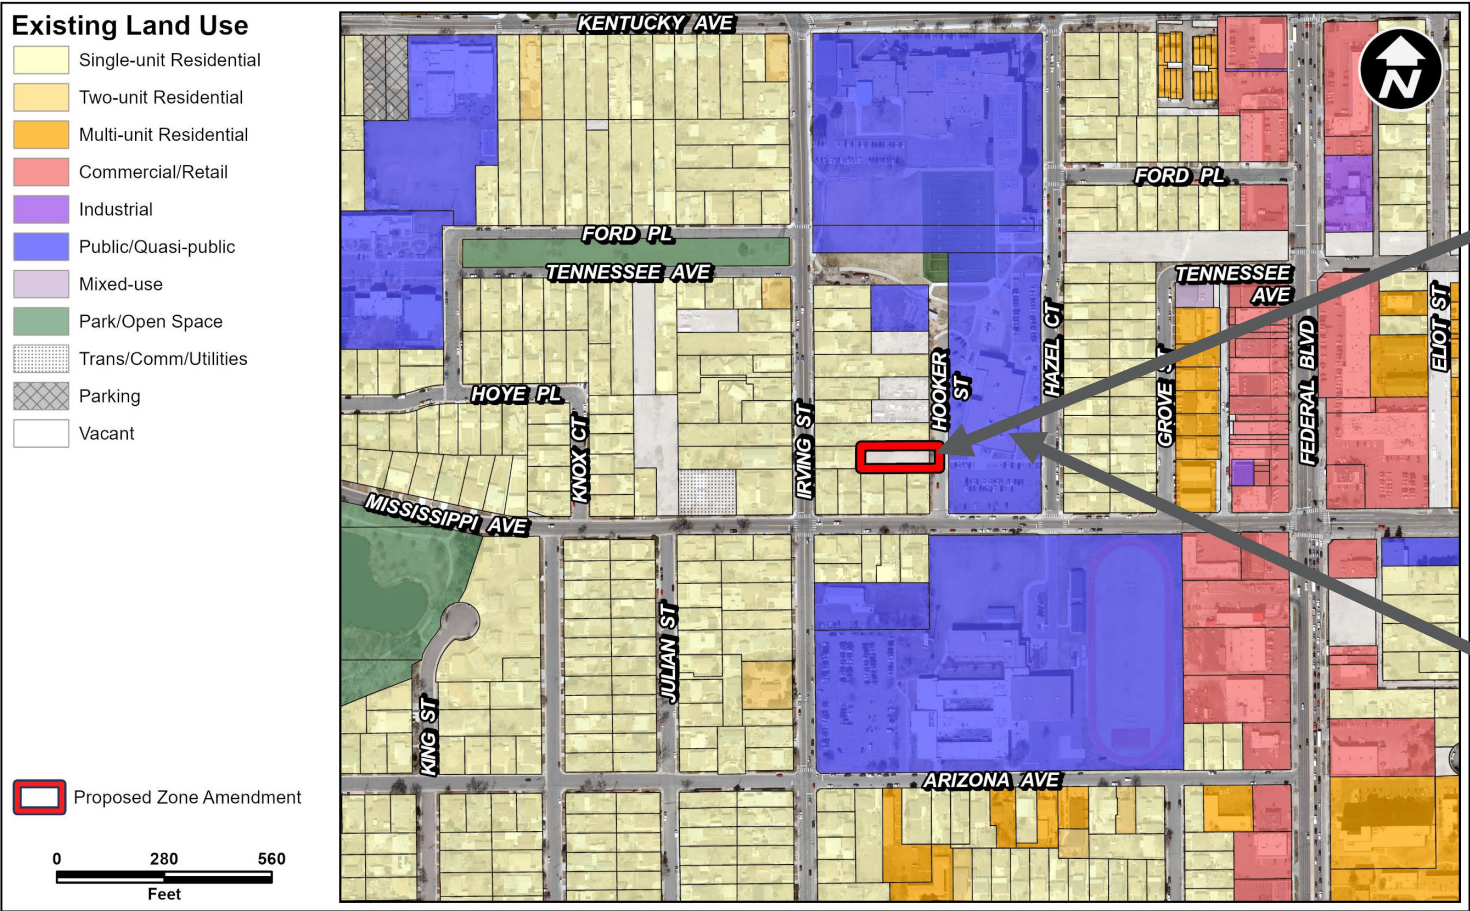 Existing Land Use
Single-unit Residential
Two-unit Residential
Multi-unit Residential
Commercial/Retail
Industrial
Public/Quasi-public
Mixed-use
Park/Open Space
Trans/Comm/Utilities
Parking
Vacant
Proposed Zone Amendment
0 280 560
Feet
KENTUCKY AVE
N
FORD PL
FORD PL
TENNESSEE AVE
TENNESSEE
AVE
HOYE PL
KNOX CT
IRVING ST
HOOKER
ST
HAZEL CT
GROVE ST
FEDERAL BLVD
ELIOT ST
MISSISSIPPI AVE
JULIAN ST
KING ST
ARIZONA AVE